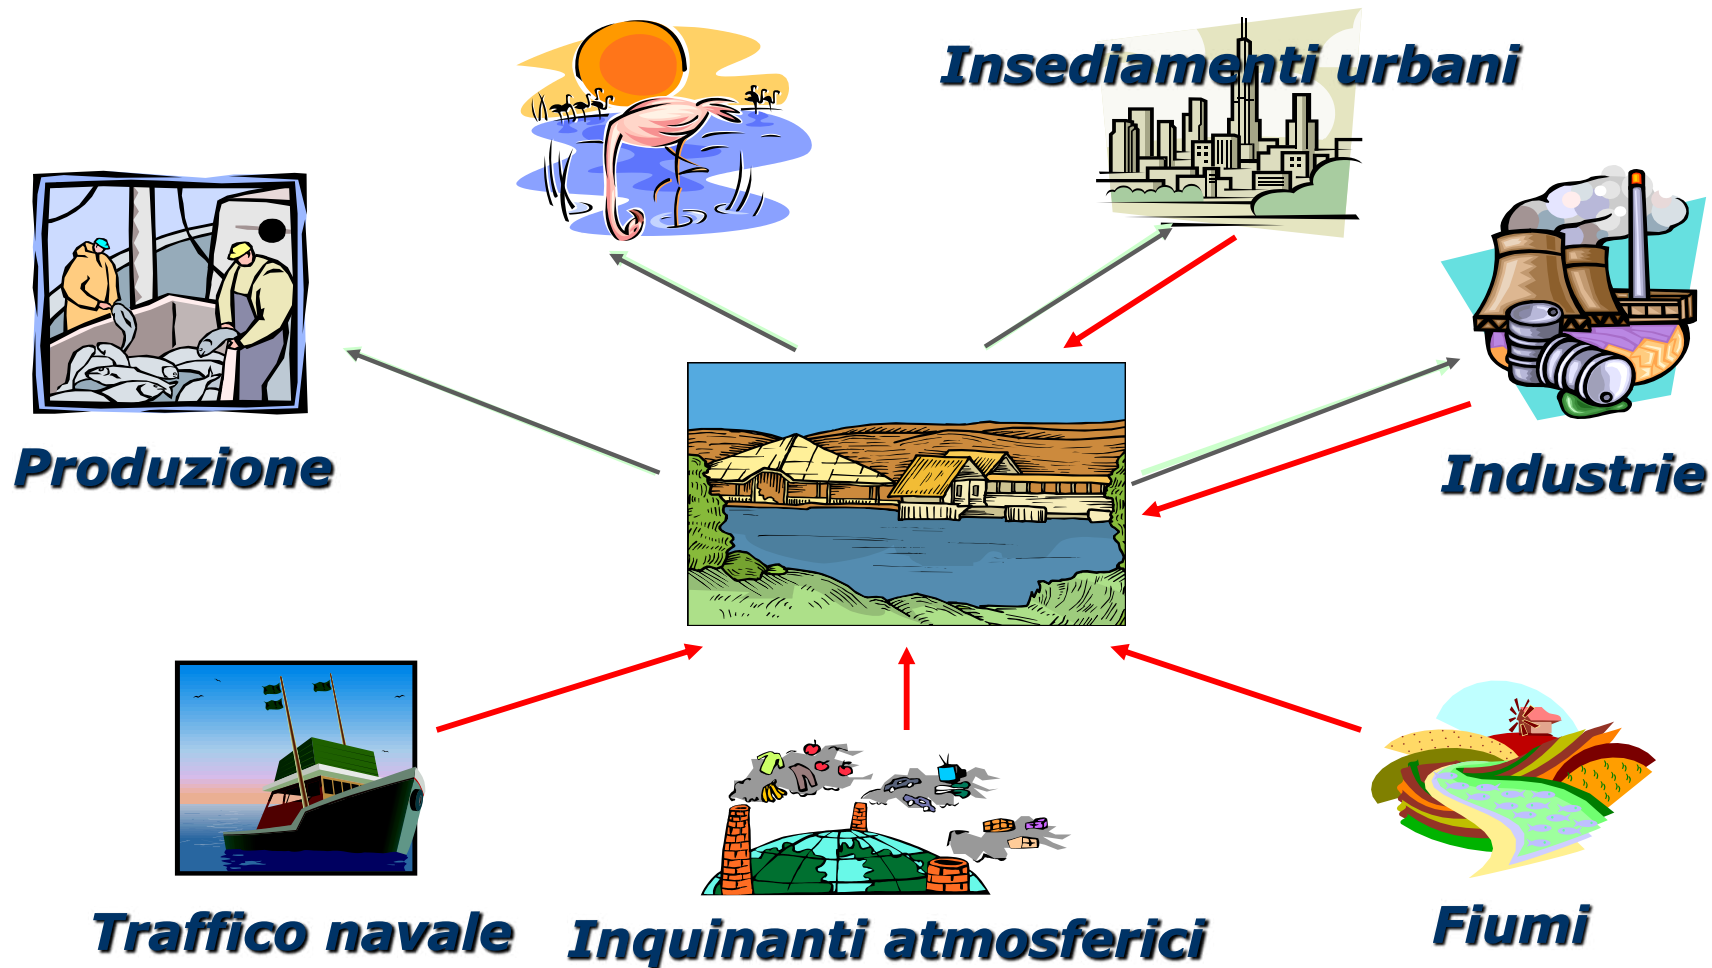 Insediamenti urbani
Produzione
Industrie
Traffico navale
Inquinanti atmosferici
Fiumi